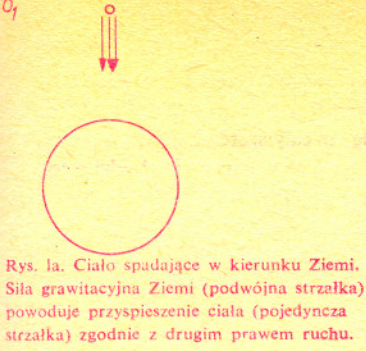 O₁
Rys. 1a. Ciało spadające w kierunku Ziemi.
Siła grawitacyjna Ziemi (podwójna strzałka)
powoduje przyspieszenie ciała (pojedyncza
strzałka) zgodnie z drugim prawem ruchu.